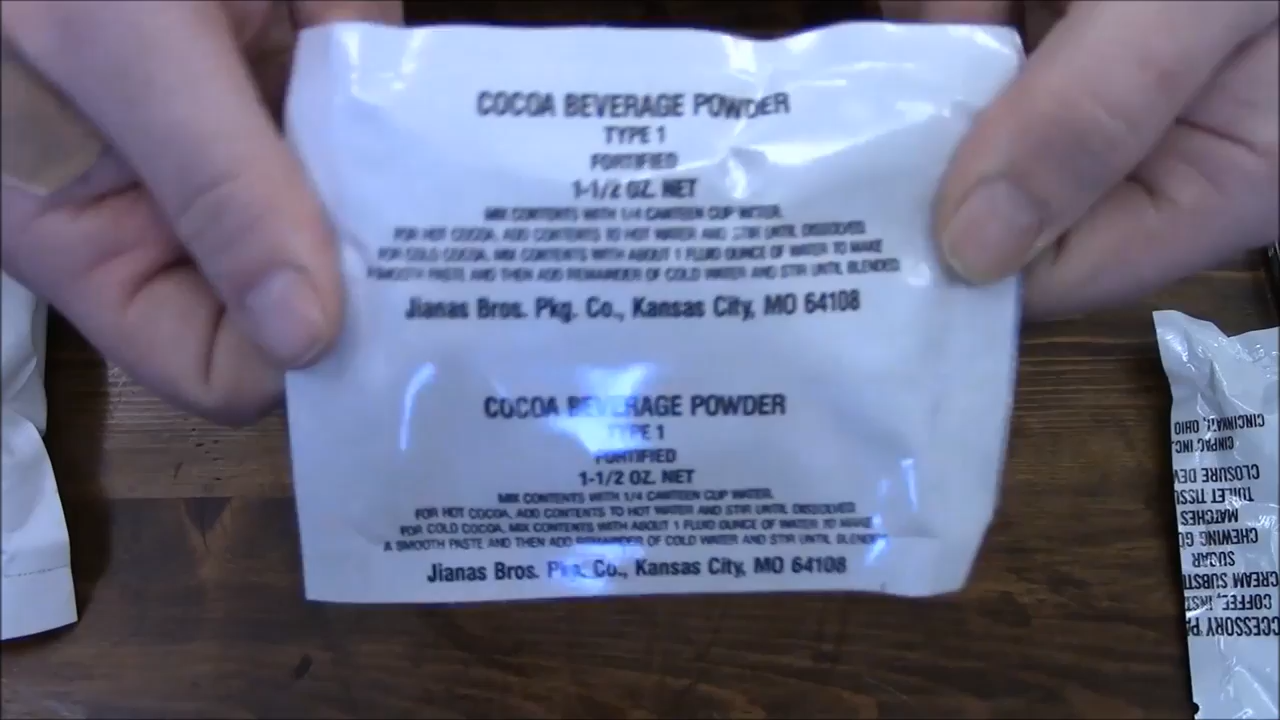 COCOA BEVERAGE POWDER
TYPE 1
FORTIFIED
1-1/2 OZ. NET
MIX CONTENTS WITH 1/4 CANTEEN CUP WATER.
FOR HOT COCOA, ADD CONTENTS TO HOT WATER AND STIR UNTIL DISSOLVED
FOR COLD COCOA, MIX CONTENTS WITH ABOUT 1 FLUID OUNCE OF WATER TO MAKE
SMOOTH PASTE AND THEN ADD REMAINDER OF COLD WATER AND STIR UNTIL BLENDED
Jianas Bros. Pkg. Co., Kansas City, MO 64108
COCOA BEVERAGE POWDER
TYPE 1
FORTIFIED
1-1/2 OZ. NET
MIX CONTENTS WITH 1/4 CANTEEN CUP WATER.
FOR HOT COCOA, ADD CONTENTS TO HOT WATER AND STIR UNTIL DISSOLVED
FOR COLD COCOA, MIX CONTENTS WITH ABOUT 1 FLUID OUNCE OF WATER TO MAKE
A SMOOTH PASTE AND THEN ADD REMAINDER OF COLD WATER AND STIR UNTIL BLENDED
Jianas Bros. Pkg. Co., Kansas City, MO 64108
CCESSORY PA
COFFEE, INST
CREAM SUBSTI
SUGAR
CHEWING GU
MATCHES
TOILET TISSU
CLOSURE DEV
CINPAC INC.
CINCINNATI, OHIO